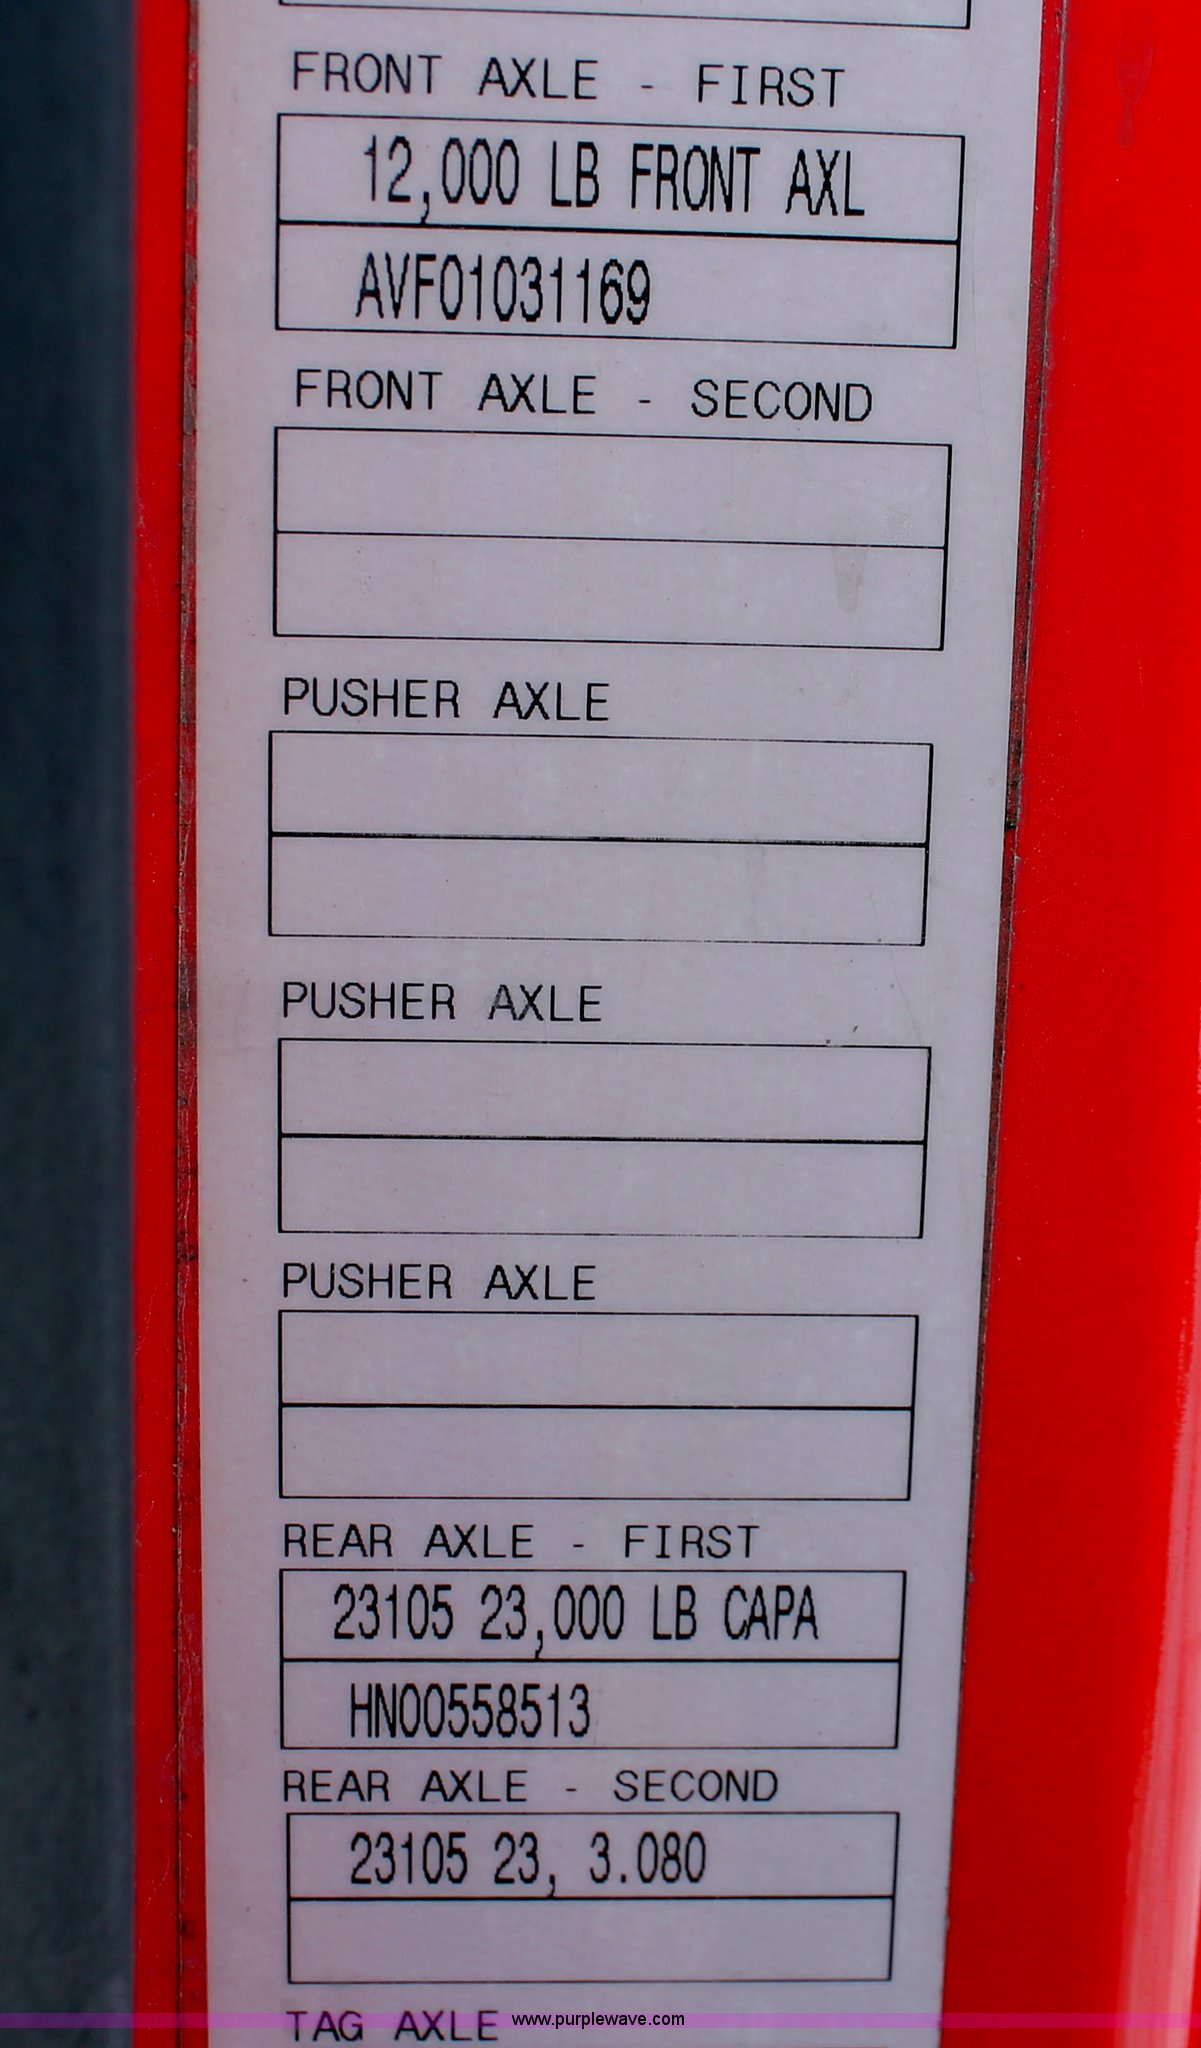 FRONT AXLE - FIRST
12,000 LB FRONT AXL
AVF01031169
FRONT AXLE - SECOND
PUSHER AXLE
PUSHER AXLE
PUSHER AXLE
REAR AXLE - FIRST
23105 23,000 LB CAPA
HN00558513
REAR AXLE - SECOND
23105 23, 3.080
TAG AXLE
www.purplewave.com